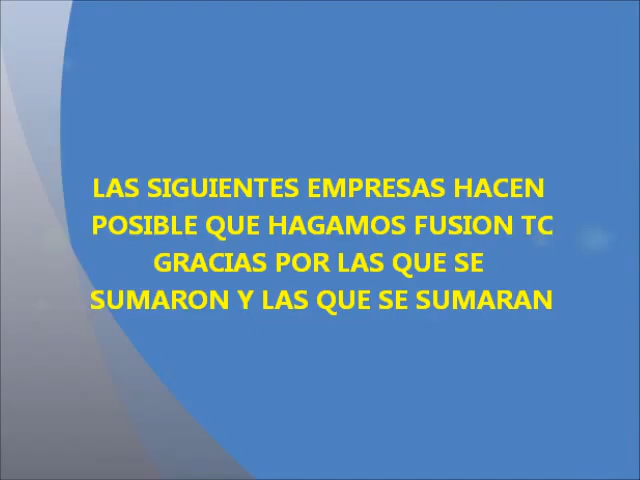 LAS SIGUIENTES EMPRESAS HACEN
POSIBLE QUE HAGAMOS FUSION TC
GRACIAS POR LAS QUE SE
SUMARON Y LAS QUE SE SUMARAN